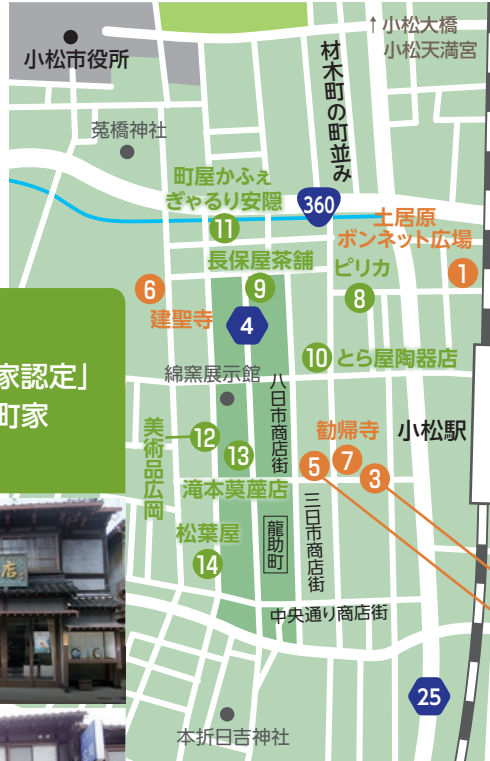 ↑小松大橋
小松天満宮
小松市役所
材木町の町並み
莵橋神社
町屋かふぇ
ぎゃるり安隠
360
土居原
ボンネット広場
11
長保屋茶舗
ピリカ
1
6
9
8
建聖寺
4
10 とら屋陶器店
家認定」
町家
綿窯展示館
八日市商店街
美術品広岡
12
13
勧帰寺
小松駅
5
7
3
滝本茣蓙店
三日市商店街
龍助町
松葉屋
14
中央通り商店街
25
本折日吉神社
店